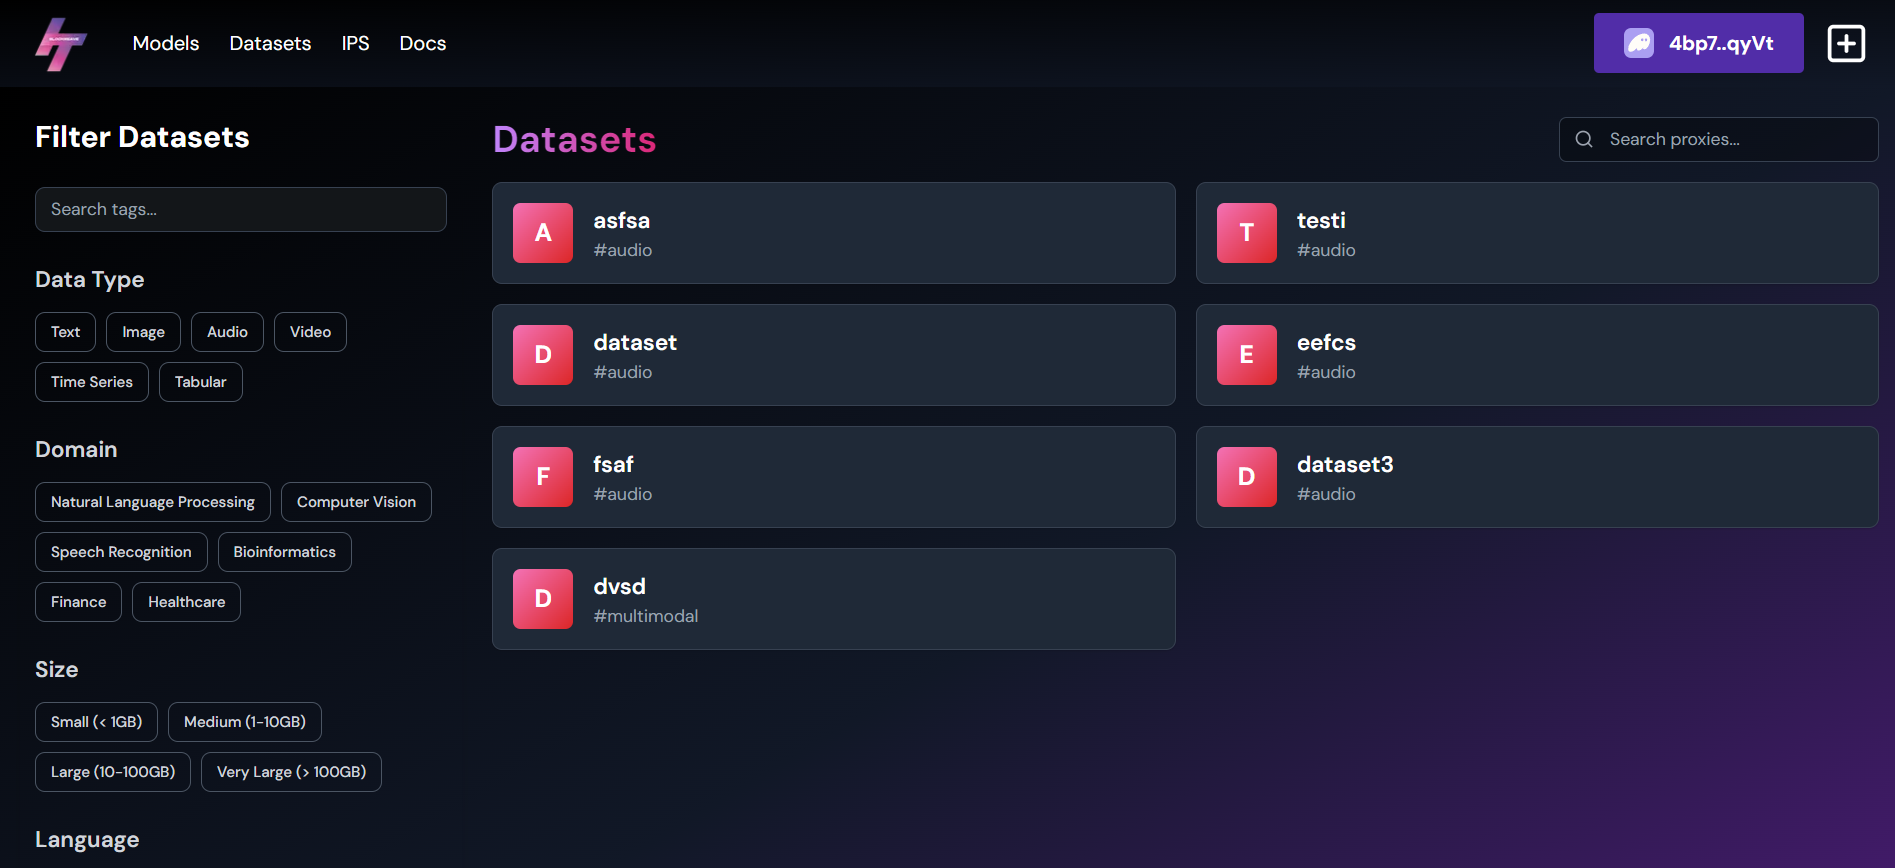 Models
Datasets
IPS
Docs
4bp7..qyVt
Filter Datasets
Search tags...
Data Type
Text
Image
Audio
Video
Time Series
Tabular
Domain
Natural Language Processing
Computer Vision
Speech Recognition
Bioinformatics
Finance
Healthcare
Size
Small (< 1GB)
Medium (1-10GB)
Large (10-100GB)
Very Large (> 100GB)
Language
Datasets
Search proxies...
A
asfsa
#audio
T
testi
#audio
D
dataset
#audio
E
eefcs
#audio
F
fsaf
#audio
D
dataset3
#audio
D
dvsd
#multimodal